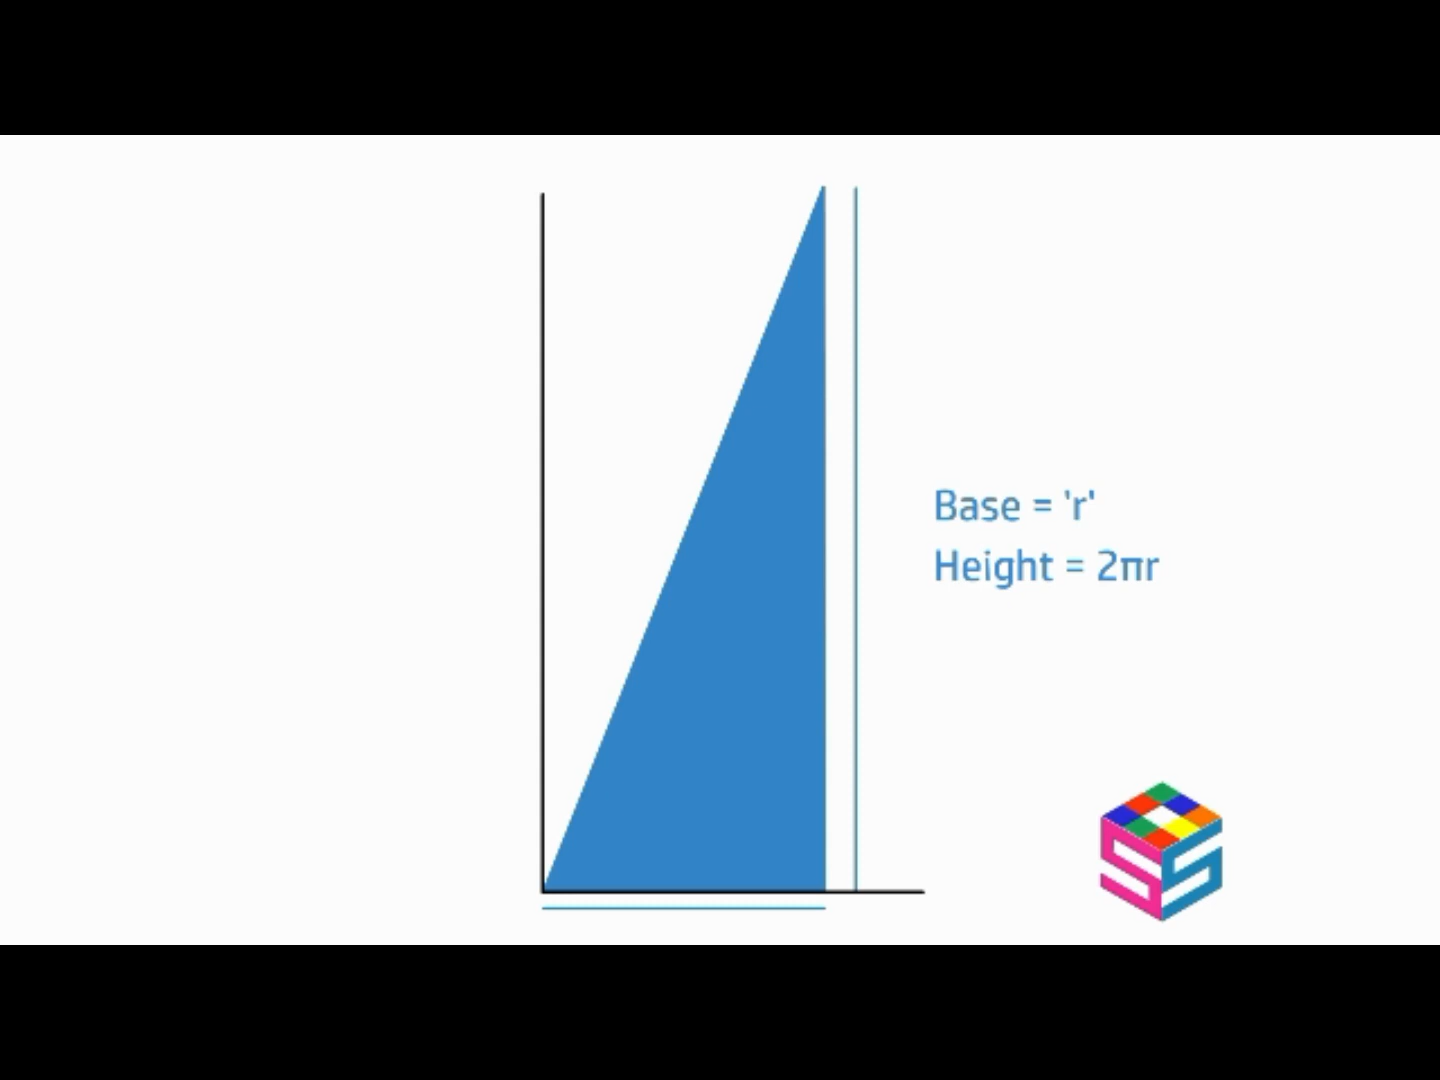 Base = 'r'
Height = 2πr